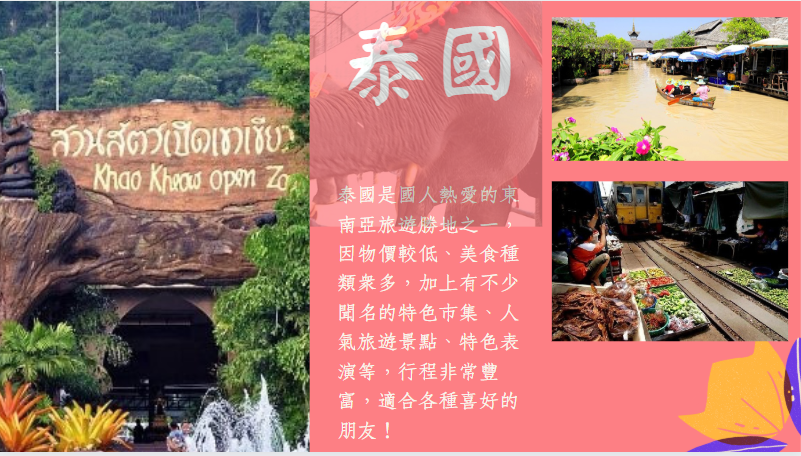 สวนสัตว์เปิดเขาเขียว
Khao Kheow Open Zo
泰國
泰國是國人熱愛的東
南亞旅遊勝地之一，
因物價較低、美食種
類眾多，加上有不少
聞名的特色市集、人
氣旅遊景點、特色表
演等，行程非常豐
富，適合各種喜好的
朋友！